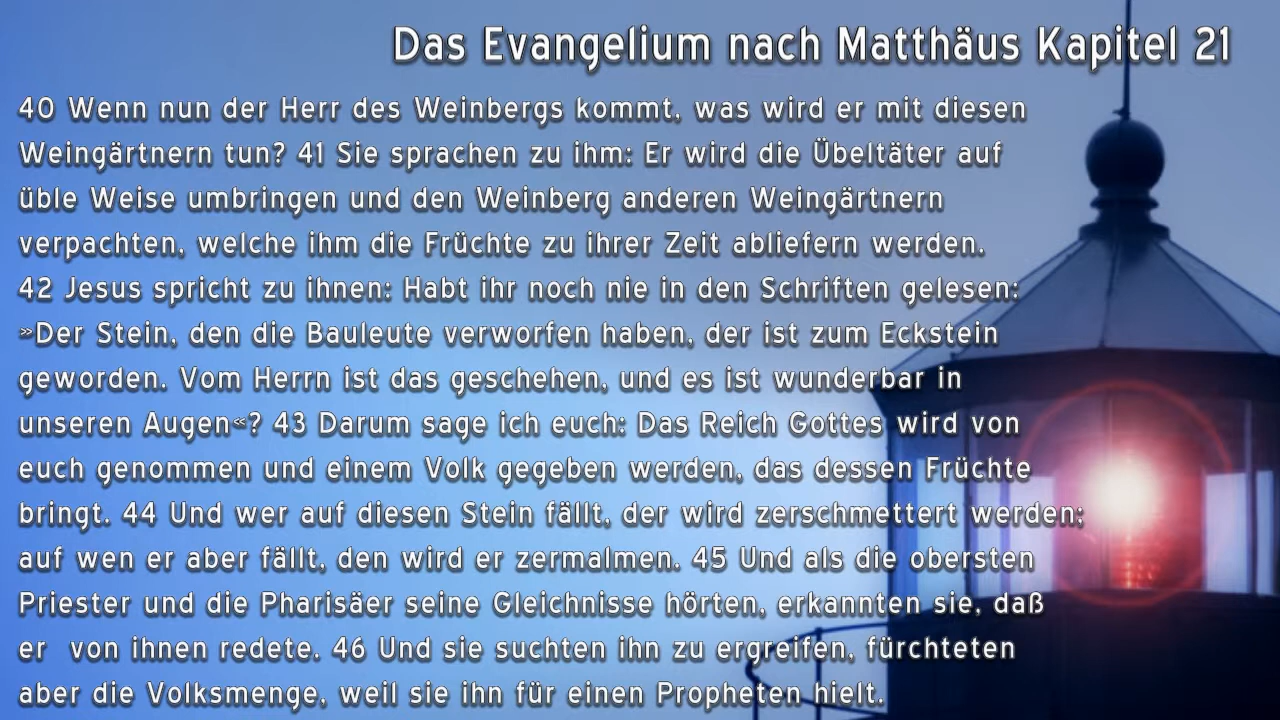 Das Evangelium nach Matthäus Kapitel 21
40 Wenn nun der Herr des Weinbergs kommt, was wird er mit diesen
Weingärtnern tun? 41 Sie sprachen zu ihm: Er wird die Übeltäter auf
üble Weise umbringen und den Weinberg anderen Weingärtnern
verpachten, welche ihm die Früchte zu ihrer Zeit abliefern werden.
42 Jesus spricht zu ihnen: Habt ihr noch nie in den Schriften gelesen:
»Der Stein, den die Bauleute verworfen haben, der ist zum Eckstein
geworden. Vom Herrn ist das geschehen, und es ist wunderbar in
unseren Augen«? 43 Darum sage ich euch: Das Reich Gottes wird von
euch genommen und einem Volk gegeben werden, das dessen Früchte
bringt. 44 Und wer auf diesen Stein fällt, der wird zerschmettert werden;
auf wen er aber fällt, den wird er zermalmen. 45 Und als die obersten
Priester und die Pharisäer seine Gleichnisse hörten, erkannten sie, daß
er  von ihnen redete. 46 Und sie suchten ihn zu ergreifen, fürchteten
aber die Volksmenge, weil sie ihn für einen Propheten hielt.